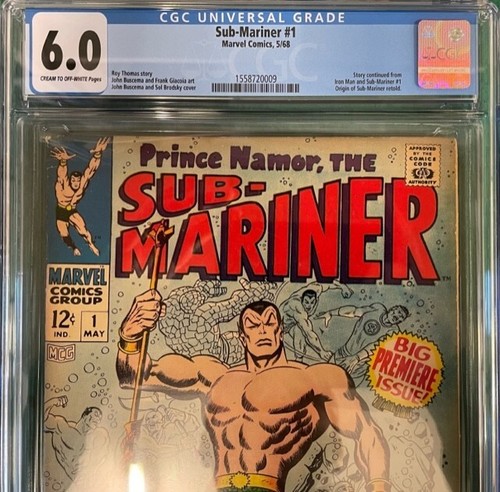 CGC UNIVERSAL GRADE
6.0
CREAM TO OFF-WHITE Pages
Sub-Mariner #1
Marvel Comics, 5/68
Roy Thomas story
John Buscema and Frank Giacoia art
John Buscema and Sol Brodsky cover
1558720009
Story continued from
Iron Man and Sub-Mariner #1
Origin of Sub-Mariner retold.
CGC
Prince Namor, THE
SUB-
MARINER
TM
APPROVED
BY THE
COMICS
CODE
AUTHORITY
MARVEL
COMICS
GROUP
12¢
IND.
1
MAY
MCG
BIG
PREMIERE
ISSUE!